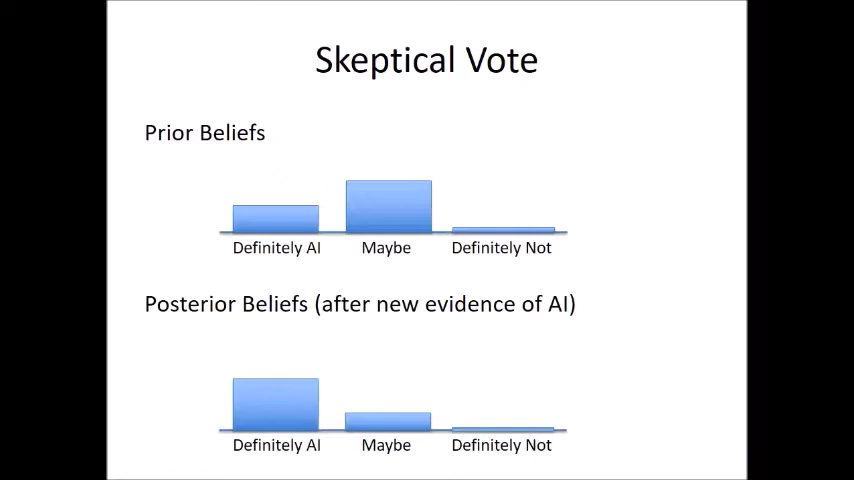 Skeptical Vote
Prior Beliefs
Definitely AI Maybe Definitely Not
Posterior Beliefs (after new evidence of AI)
Definitely AI Maybe Definitely Not